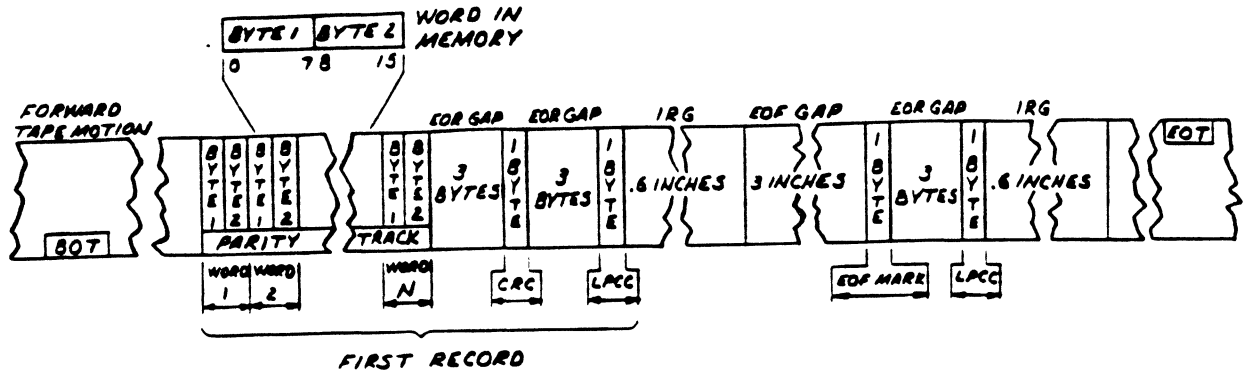 BYTE 1 BYTE 2 WORD IN
MEMORY
0 7 8 15
FORWARD
TAPE MOTION
EOR GAP EOR GAP IRG EOF GAP EOR GAP IRG
BOT
BYTE 1 BYTE 2 BYTE 1 BYTE 2
BYTE 1 BYTE 2
3
BYTES
1 BYTE
3
BYTES
1 BYTE
.6 INCHES
3 INCHES
1 BYTE
3
BYTES
1 BYTE
.6 INCHES
EOT
PARITY TRACK
WORD
1
WORD
2
WORD
N
CRC LPCC EOF MARK LPCC
FIRST RECORD